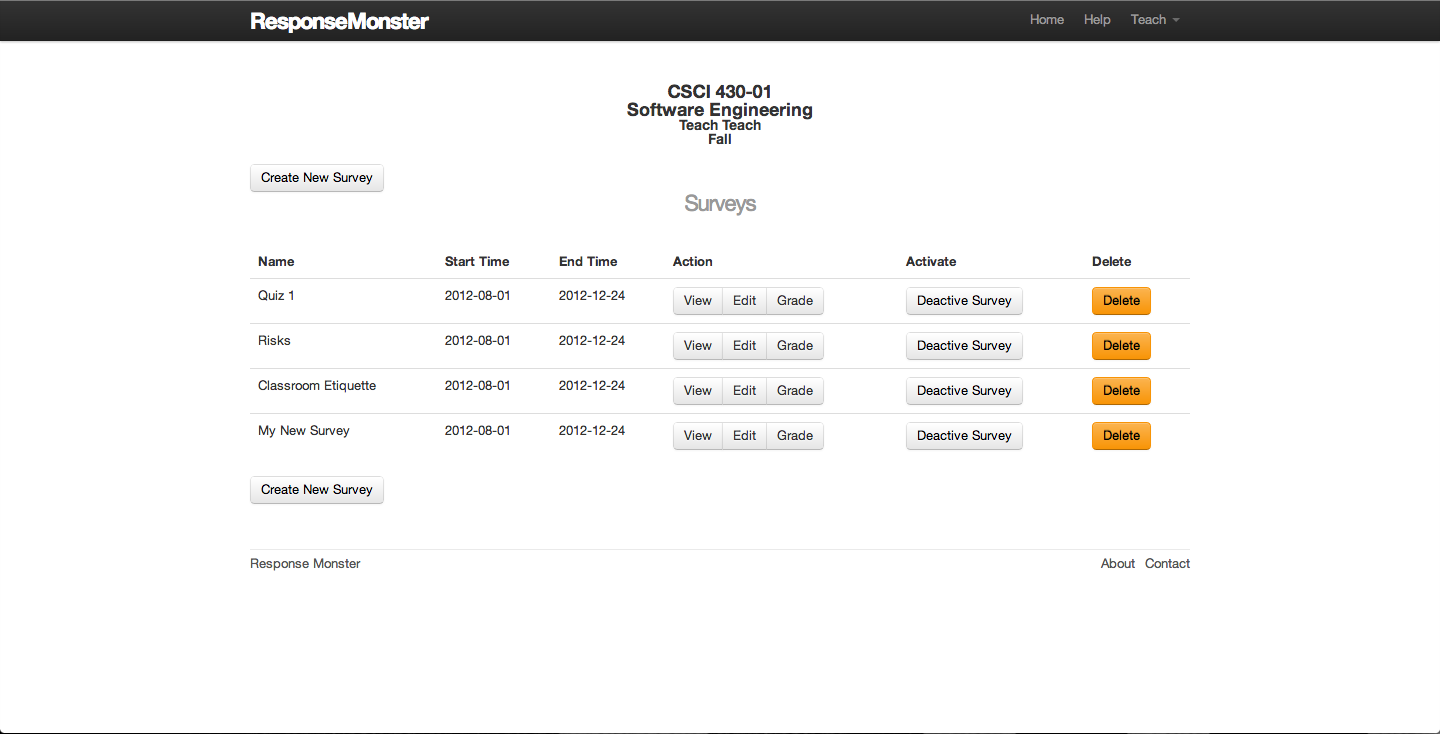 ResponseMonster Home Help Teach
CSCI 430-01
Software Engineering
Teach Teach
Fall
Create New Survey
Surveys
Name Start Time End Time Action Activate Delete
Quiz 1 2012-08-01 2012-12-24 View Edit Grade Deactive Survey Delete
Risks 2012-08-01 2012-12-24 View Edit Grade Deactive Survey Delete
Classroom Etiquette 2012-08-01 2012-12-24 View Edit Grade Deactive Survey Delete
My New Survey 2012-08-01 2012-12-24 View Edit Grade Deactive Survey Delete
Create New Survey
Response Monster About Contact